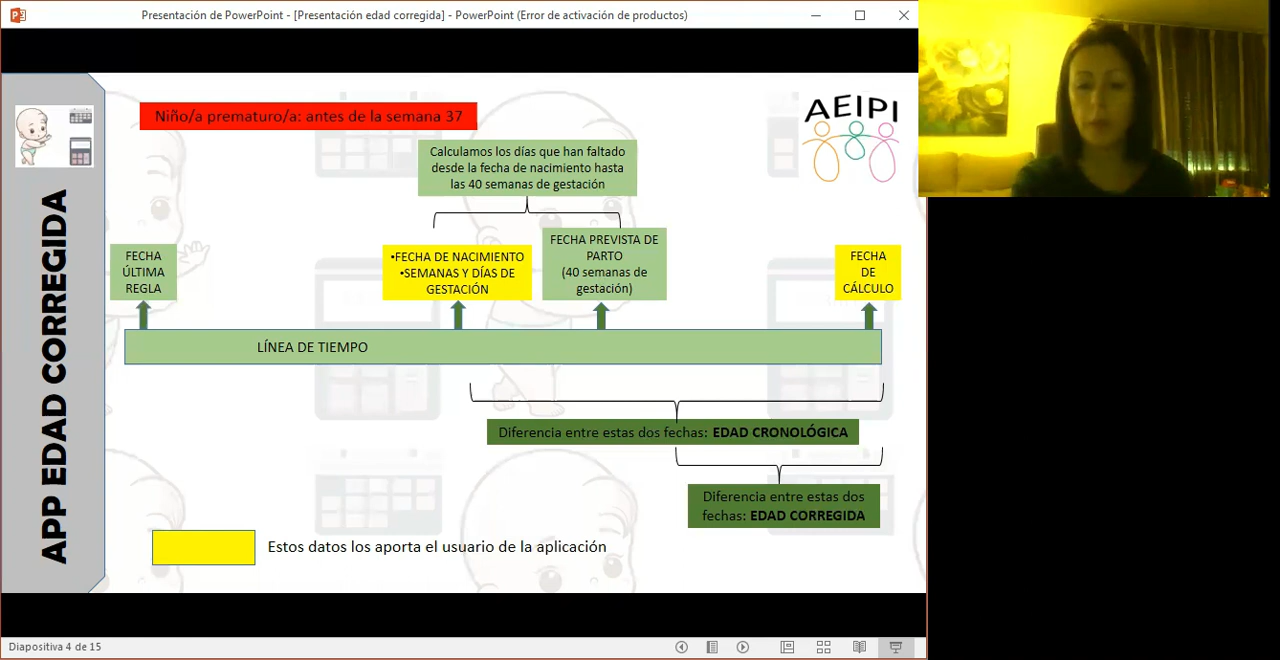 Presentación de PowerPoint - [Presentación edad corregida] - PowerPoint (Error de activación de productos)
APP EDAD CORREGIDA
Niño/a prematuro/a: antes de la semana 37
AEIPI
Calculamos los días que han faltado
desde la fecha de nacimiento hasta
las 40 semanas de gestación
FECHA
ÚLTIMA
REGLA
•FECHA DE NACIMIENTO
•SEMANAS Y DÍAS DE
GESTACIÓN
FECHA PREVISTA DE
PARTO
(40 semanas de
gestación)
FECHA
DE
CÁLCULO
LÍNEA DE TIEMPO
Diferencia entre estas dos fechas: EDAD CRONOLÓGICA
Diferencia entre estas dos
fechas: EDAD CORREGIDA
Estos datos los aporta el usuario de la aplicación
Diapositiva 4 de 15